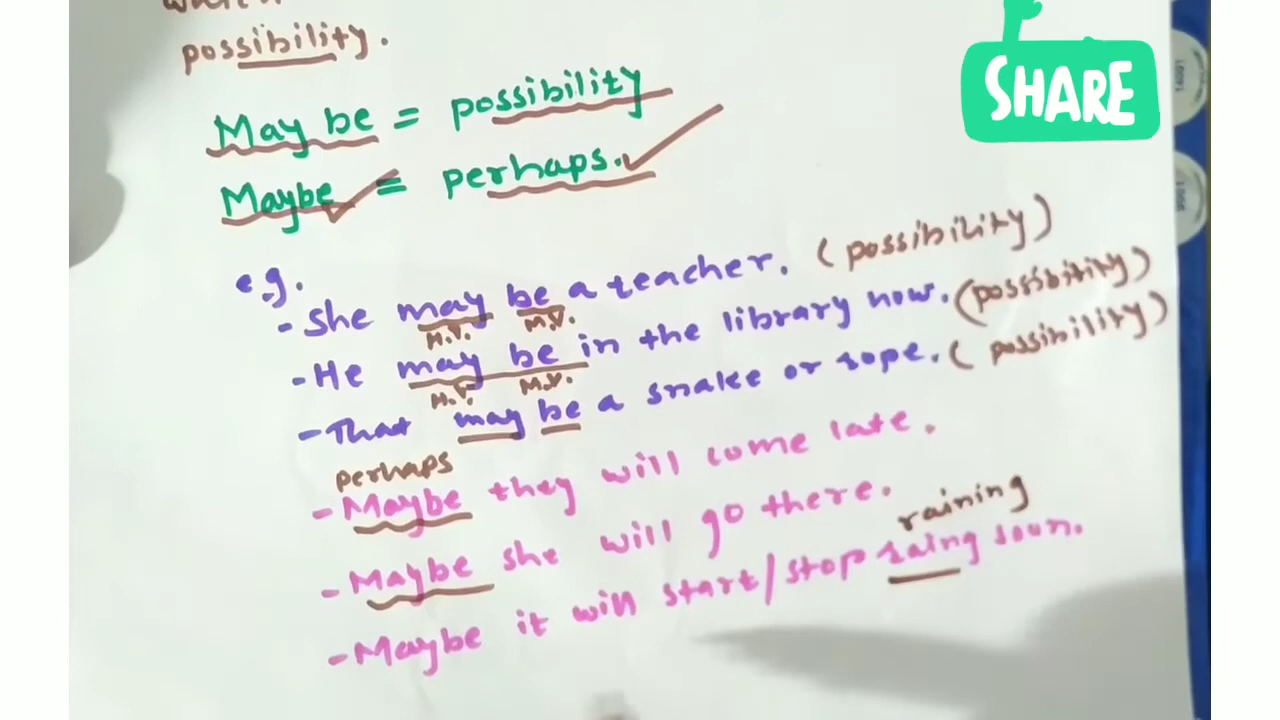 possibility.
May be = possibility
Maybe = perhaps.
e.g.
- She may be a teacher. (possibility)
H.V. M.V.
- He may be in the library now. (possibility)
H.V. M.V.
- That may be a snake or rope. (possibility)
perhaps
- Maybe they will come late.
- Maybe she will go there.
raining
- Maybe it will start/stop raing soon.
SHARE